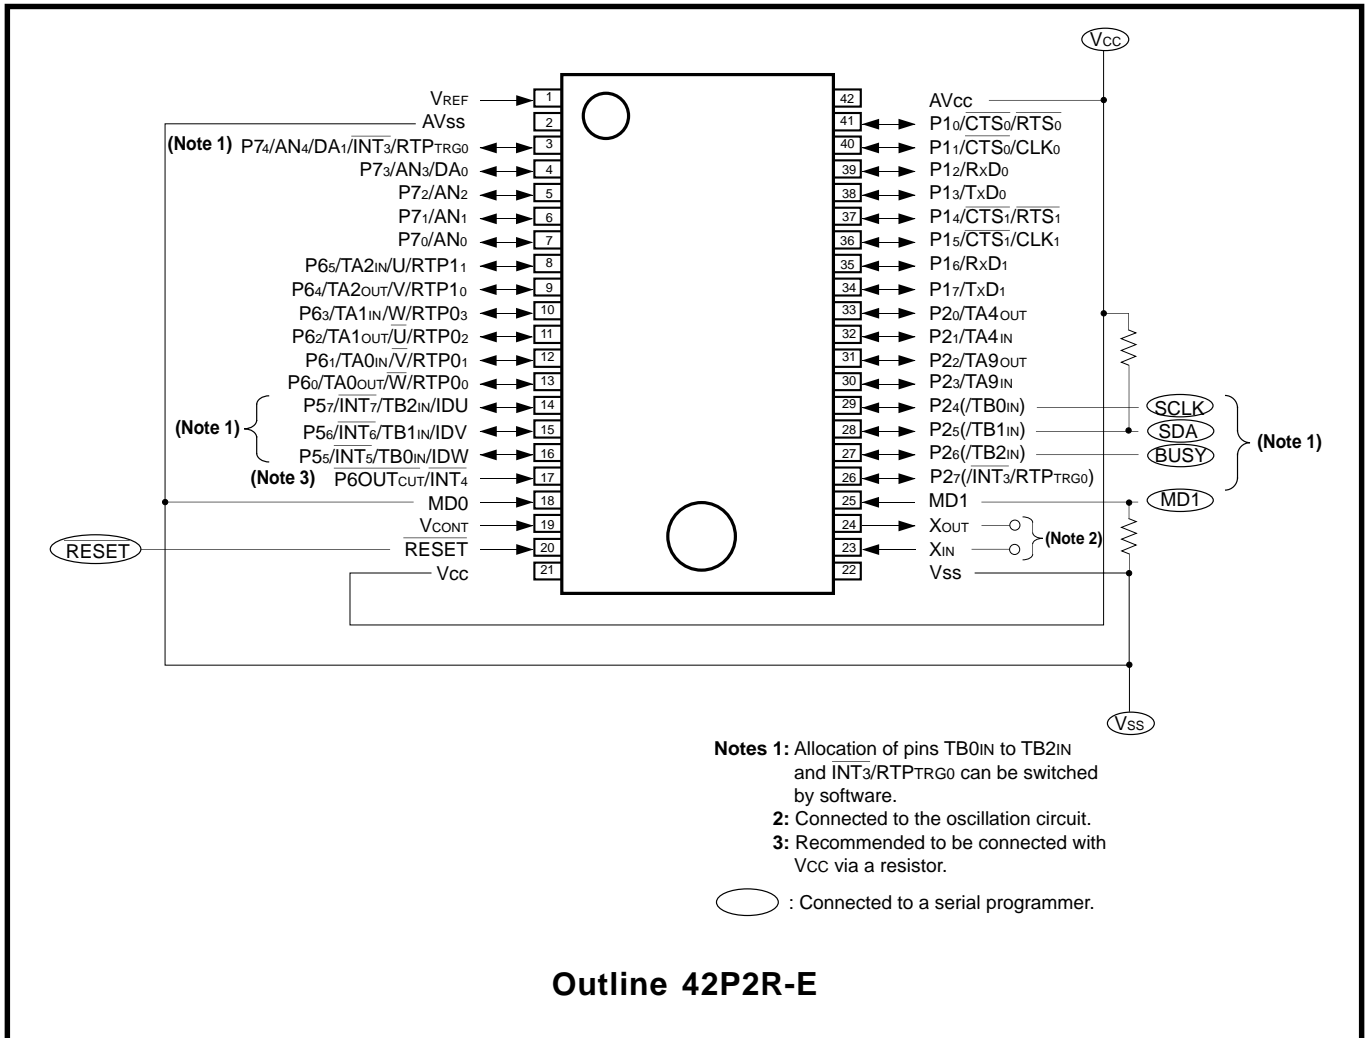 VCC
VREF 1 42 AVcc
AVss 2 41 P10/CTS0/RTS0
(Note 1) P74/AN4/DA1/INT3/RTPTRG0 3 40 P11/CTS0/CLK0
P73/AN3/DA0 4 39 P12/RxD0
P72/AN2 5 38 P13/TxD0
P71/AN1 6 37 P14/CTS1/RTS1
P70/AN0 7 36 P15/CTS1/CLK1
P65/TA2IN/U/RTP11 8 35 P16/RxD1
P64/TA2OUT/V/RTP10 9 34 P17/TxD1
P63/TA1IN/W/RTP03 10 33 P20/TA4OUT
P62/TA1OUT/U̅/RTP02 11 32 P21/TA4IN
P61/TA0IN/V̅/RTP01 12 31 P22/TA9OUT
P60/TA0OUT/W̅/RTP00 13 30 P23/TA9IN
P57/INT7/TB2IN/IDU 14 29 P24(/TB0IN) SCLK
(Note 1) P56/INT6/TB1IN/IDV 15 28 P25(/TB1IN) SDA (Note 1)
P55/INT5/TB0IN/IDW 16 27 P26(/TB2IN) BUSY
(Note 3) P6OUTCUT/INT4 17 26 P27(/INT3/RTPTRG0)
MD0 18 25 MD1 MD1
VCONT 19 24 XOUT (Note 2)
RESET RESET 20 23 XIN
Vcc 21 22 Vss
Vss
Notes 1: Allocation of pins TB0IN to TB2IN
and INT3/RTPTRG0 can be switched
by software.
2: Connected to the oscillation circuit.
3: Recommended to be connected with
VCC via a resistor.
: Connected to a serial programmer.
Outline 42P2R-E